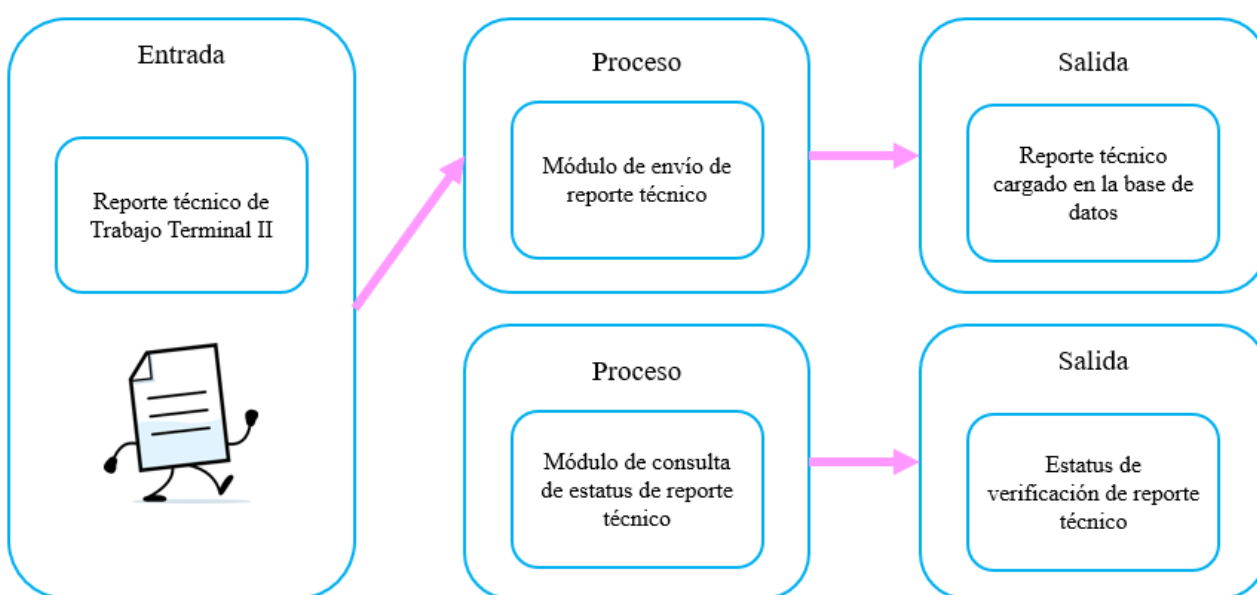 Entrada
Reporte técnico de
Trabajo Terminal II
Proceso
Módulo de envío de
reporte técnico
Salida
Reporte técnico
cargado en la base de
datos
Proceso
Módulo de consulta
de estatus de reporte
técnico
Salida
Estatus de
verificación de reporte
técnico